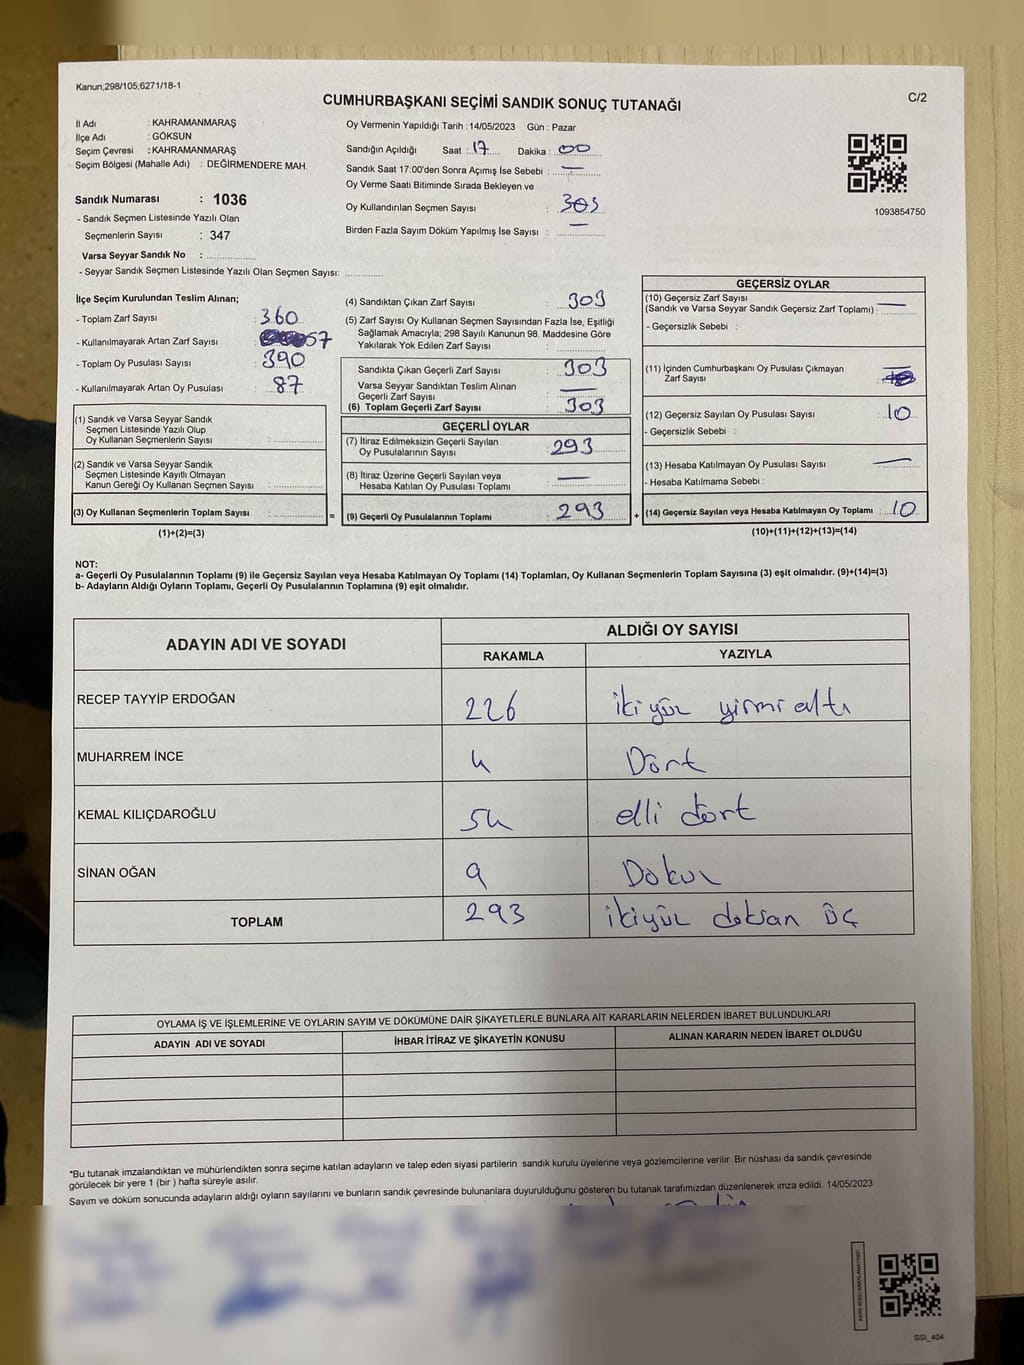 Kanun;298/105;6271/18-1
CUMHURBAŞKANI SEÇİMİ SANDIK SONUÇ TUTANAĞI
C/2
İl Adı : KAHRAMANMARAŞ
İlçe Adı : GÖKSUN
Seçim Çevresi : KAHRAMANMARAŞ
Seçim Bölgesi (Mahalle Adı) : DEĞİRMENDERE MAH.
Sandık Numarası : 1036
- Sandık Seçmen Listesinde Yazılı Olan
Seçmenlerin Sayısı : 347
Varsa Seyyar Sandık No :
- Seyyar Sandık Seçmen Listesinde Yazılı Olan Seçmen Sayısı:
Oy Vermenin Yapıldığı Tarih : 14/05/2023 Gün : Pazar
Sandığın Açıldığı Saat : 17 Dakika : 00
Sandık Saat 17:00'den Sonra Açımış İse Sebebi : —
Oy Verme Saati Bitiminde Sırada Bekleyen ve
Oy Kullandırılan Seçmen Sayısı : 303
Birden Fazla Sayım Döküm Yapılmış İse Sayısı : —
1093854750
İlçe Seçim Kurulundan Teslim Alınan;
- Toplam Zarf Sayısı : 360
- Kullanılmayarak Artan Zarf Sayısı : 57
- Toplam Oy Pusulası Sayısı : 390
- Kullanılmayarak Artan Oy Pusulası : 87
(1) Sandık ve Varsa Seyyar Sandık
Seçmen Listesinde Yazılı Olup
Oy Kullanan Seçmenlerin Sayısı :
(2) Sandık ve Varsa Seyyar Sandık
Seçmen Listesinde Kayıtlı Olmayan
Kanun Gereği Oy Kullanan Seçmen Sayısı :
(3) Oy Kullanan Seçmenlerin Toplam Sayısı : =
(1)+(2)=(3)
(4) Sandıktan Çıkan Zarf Sayısı : 303
(5) Zarf Sayısı Oy Kullanan Seçmen Sayısından Fazla İse, Eşitliği
Sağlamak Amacıyla; 298 Sayılı Kanunun 98. Maddesine Göre
Yakılarak Yok Edilen Zarf Sayısı :
Sandıkta Çıkan Geçerli Zarf Sayısı : 303
Varsa Seyyar Sandıktan Teslim Alınan
Geçerli Zarf Sayısı : —
(6) Toplam Geçerli Zarf Sayısı : 303
GEÇERLİ OYLAR
(7) İtiraz Edilmeksizin Geçerli Sayılan
Oy Pusulalarının Sayısı : 293
(8) İtiraz Üzerine Geçerli Sayılan veya
Hesaba Katılan Oy Pusulası Toplamı : —
(9) Geçerli Oy Pusulalarının Toplamı : 293 +
GEÇERSİZ OYLAR
(10) Geçersiz Zarf Sayısı
(Sandık ve Varsa Seyyar Sandık Geçersiz Zarf Toplamı) : —
- Geçersizlik Sebebi :
(11) İçinden Cumhurbaşkanı Oy Pusulası Çıkmayan
Zarf Sayısı : —
(12) Geçersiz Sayılan Oy Pusulası Sayısı : 10
- Geçersizlik Sebebi :
(13) Hesaba Katılmayan Oy Pusulası Sayısı : —
- Hesaba Katılmama Sebebi :
(14) Geçersiz Sayılan veya Hesaba Katılmayan Oy Toplamı : 10
(10)+(11)+(12)+(13)=(14)
NOT:
a- Geçerli Oy Pusulalarının Toplamı (9) ile Geçersiz Sayılan veya Hesaba Katılmayan Oy Toplamı (14) Toplamları, Oy Kullanan Seçmenlerin Toplam Sayısına (3) eşit olmalıdır. (9)+(14)=(3)
b- Adayların Aldığı Oyların Toplamı, Geçerli Oy Pusulalarının Toplamına (9) eşit olmalıdır.
ADAYIN ADI VE SOYADI
ALDIĞI OY SAYISI
RAKAMLA YAZIYLA
RECEP TAYYİP ERDOĞAN 226 ikiyüz yirmi altı
MUHARREM İNCE 4 Dört
KEMAL KILIÇDAROĞLU 54 elli dört
SİNAN OĞAN 9 Dokuz
TOPLAM 293 ikiyüz doksan üç
OYLAMA İŞ VE İŞLEMLERİNE VE OYLARIN SAYIM VE DÖKÜMÜNE DAİR ŞİKAYETLERLE BUNLARA AİT KARARLARIN NELERDEN İBARET BULUNDUKLARI
ADAYIN ADI VE SOYADI İHBAR İTİRAZ VE ŞİKAYETİN KONUSU ALINAN KARARIN NEDEN İBARET OLDUĞU
*Bu tutanak imzalandıktan ve mühürlendikten sonra seçime katılan adayların ve talep eden siyasi partilerin sandık kurulu üyelerine veya gözlemcilerine verilir. Bir nüshası da sandık çevresinde
görülecek bir yere 1 (bir ) hafta süreyle asılır.
Sayım ve döküm sonucunda adayların aldığı oyların sayılarını ve bunların sandık çevresinde bulunanlara duyurulduğunu gösteren bu tutanak tarafımızdan düzenlenerek imza edildi. 14/05/2023
SSİ_404